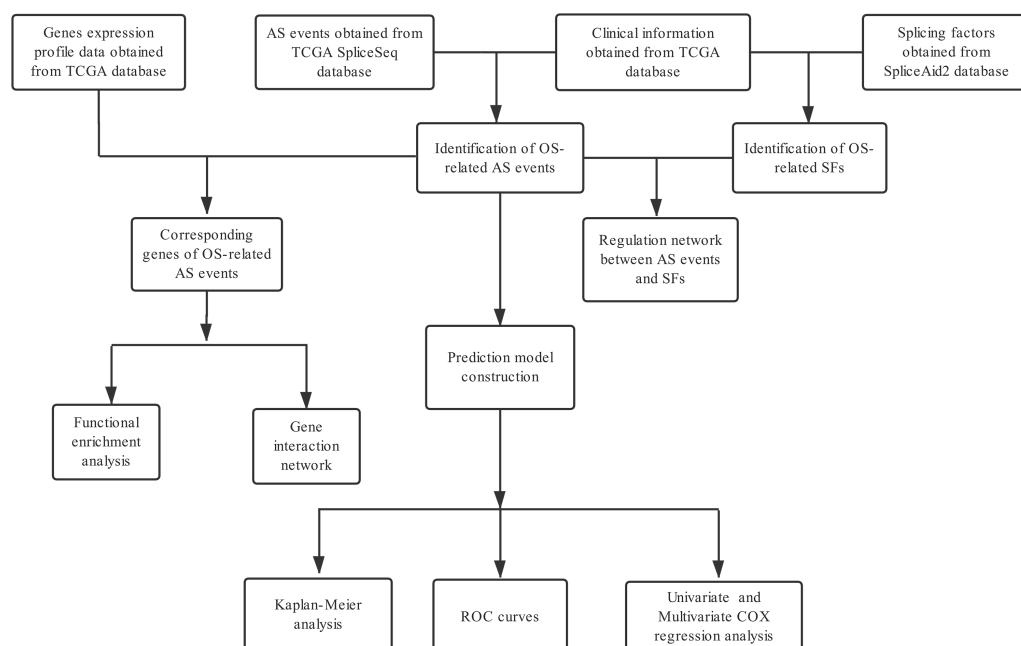 Genes expression
profile data obtained
from TCGA database
AS events obtained from
TCGA SpliceSeq
database
Clinical information
obtained from TCGA
database
Splicing factors
obtained from
SpliceAid2 database
Identification of OS-
related AS events
Identification of OS-
related SFs
Corresponding
genes of OS-related
AS events
Regulation network
between AS events
and SFs
Prediction model
construction
Functional
enrichment
analysis
Gene
interaction
network
Kaplan-Meier
analysis
ROC curves
Univariate and
Multivariate COX
regression analysis